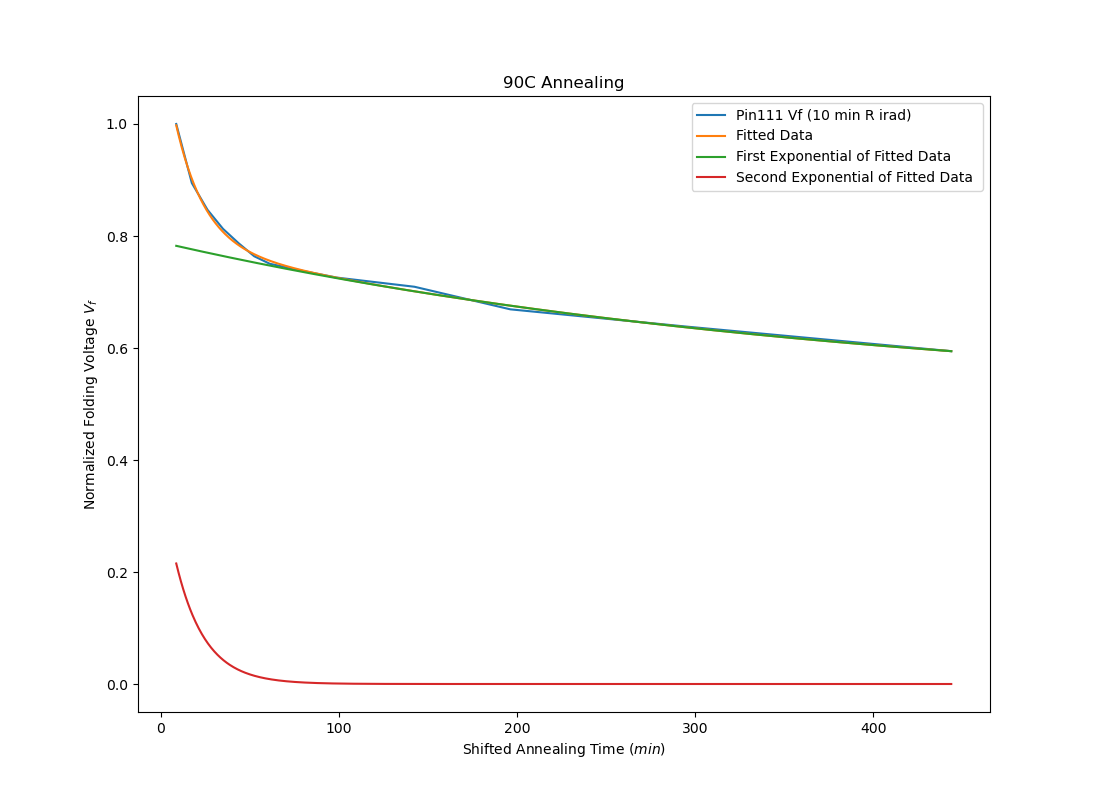 90C Annealing
Pin111 Vf (10 min R irad)
Fitted Data
First Exponential of Fitted Data
Second Exponential of Fitted Data
Normalized Folding Voltage Vf
1.0
0.8
0.6
0.4
0.2
0.0
0 100 200 300 400
Shifted Annealing Time (min)